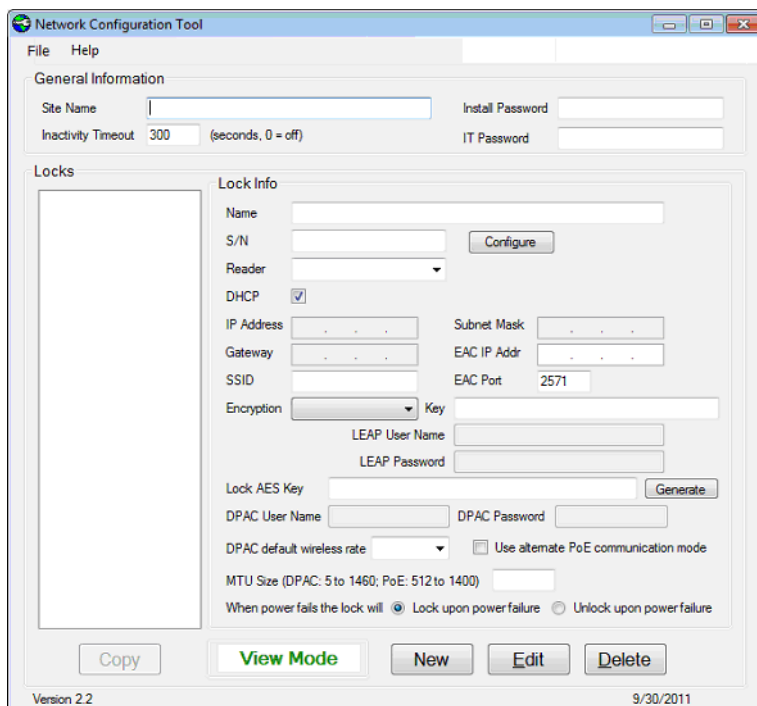 Network Configuration Tool
File Help
General Information
Site Name
Install Password
Inactivity Timeout 300 (seconds, 0 = off)
IT Password
Locks
Lock Info
Name
S/N
Configure
Reader
DHCP
IP Address . . . Subnet Mask . . .
Gateway . . . EAC IP Addr . . .
SSID EAC Port 2571
Encryption Key
LEAP User Name
LEAP Password
Lock AES Key Generate
DPAC User Name DPAC Password
DPAC default wireless rate Use alternate PoE communication mode
MTU Size (DPAC: 5 to 1460; PoE: 512 to 1400)
When power fails the lock will Lock upon power failure Unlock upon power failure
Copy View Mode New Edit Delete
Version 2.2 9/30/2011